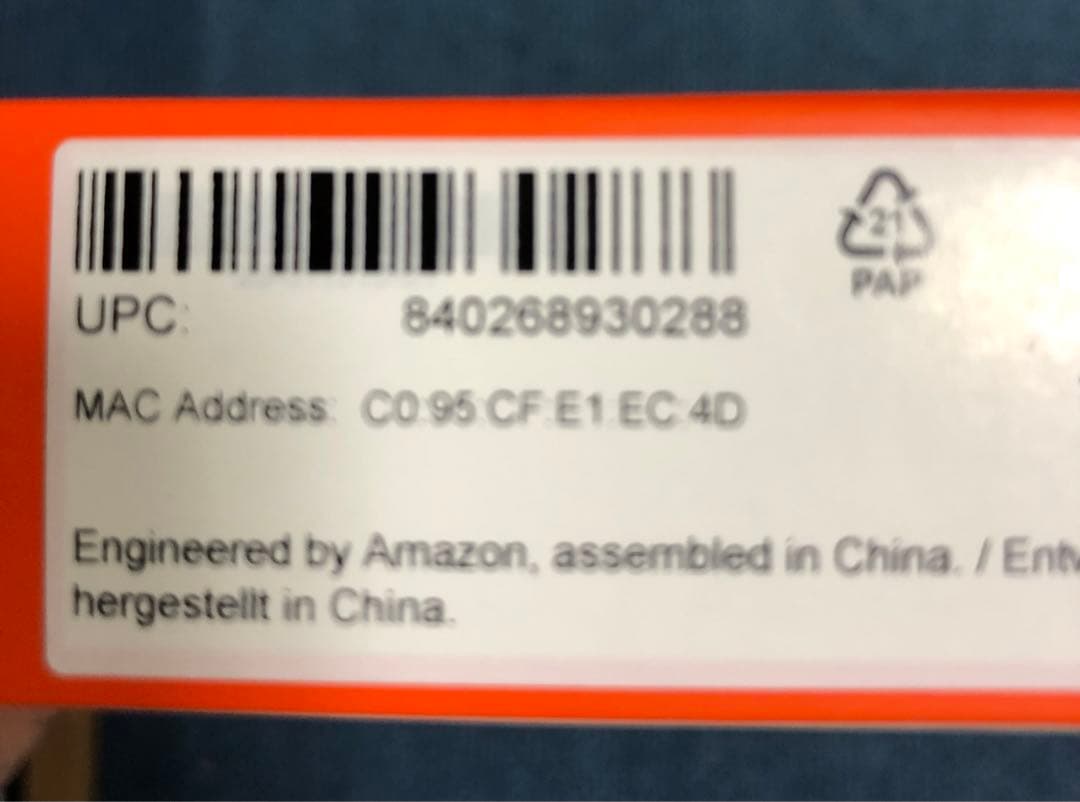 21
PAP
UPC: 840268930288
MAC Address: C0:95:CF:E1:EC:4D
Engineered by Amazon, assembled in China. / Entw
hergestellt in China.